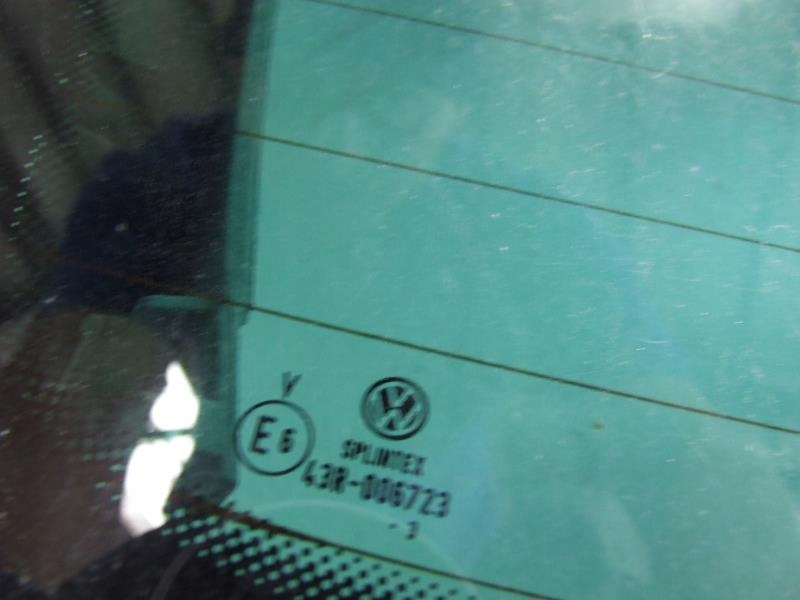 V
E6
SPLINTEX
43R-006723
- 3